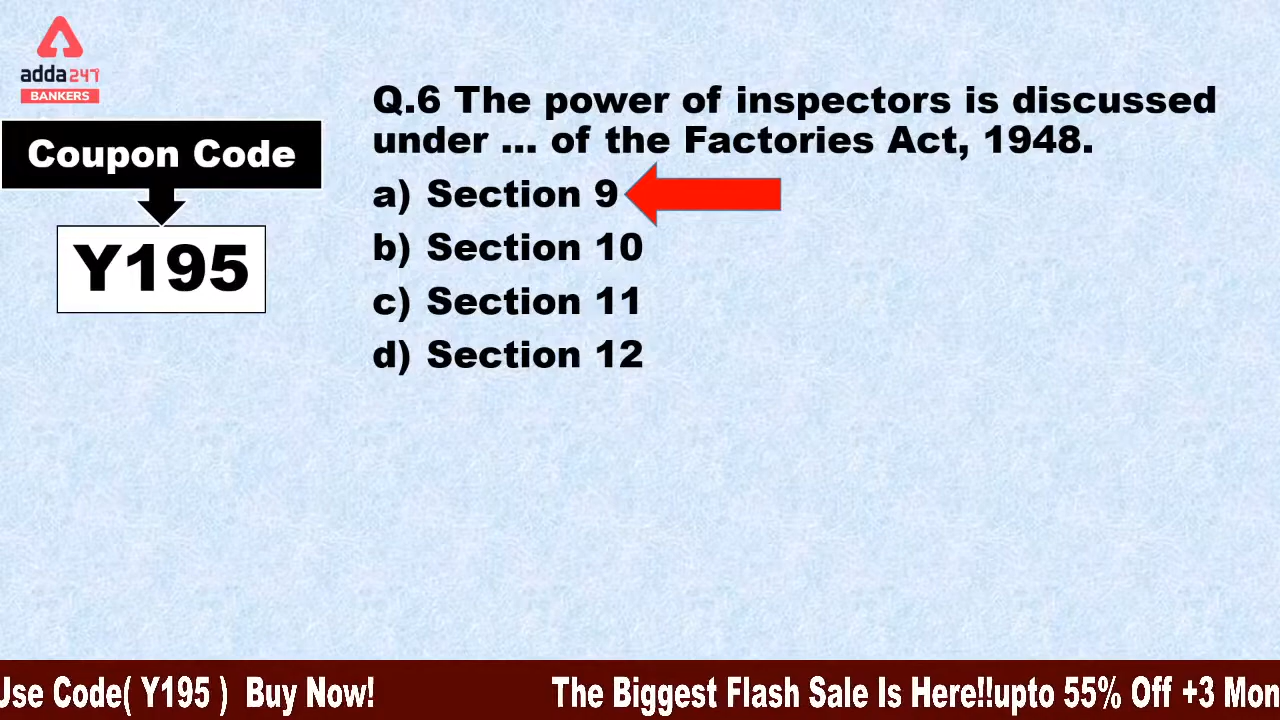 adda247
BANKERS
Coupon Code
Y195
Q.6 The power of inspectors is discussed
under ... of the Factories Act, 1948.
a) Section 9
b) Section 10
c) Section 11
d) Section 12
Use Code( Y195 ) Buy Now! The Biggest Flash Sale Is Here!!upto 55% Off +3 Mon